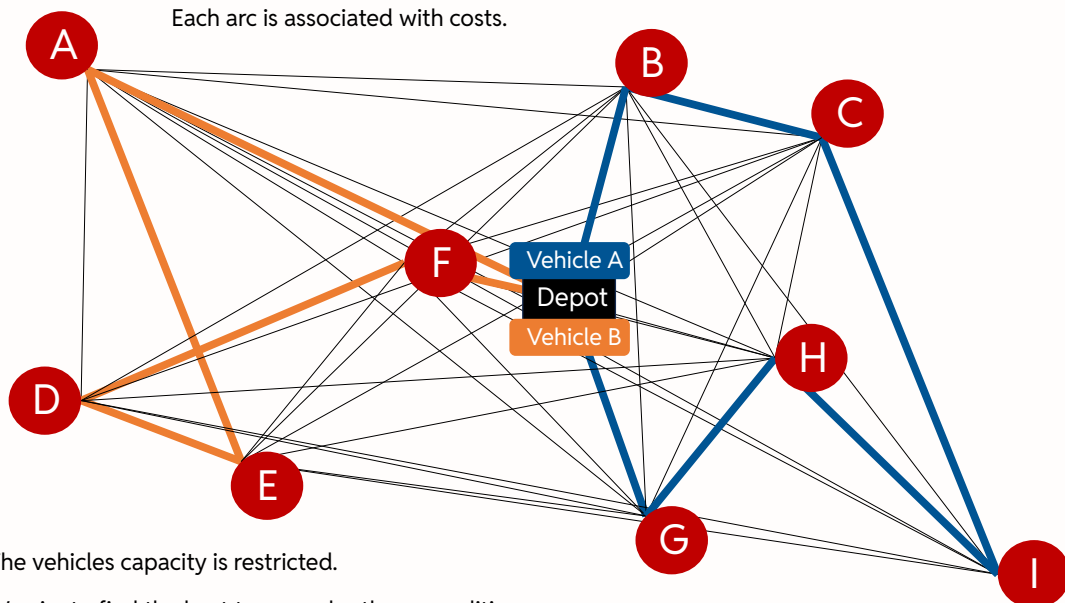 Each arc is associated with costs.
A
B
C
F
Vehicle A
Depot
Vehicle B
H
D
E
G
I
he vehicles capacity is restricted.